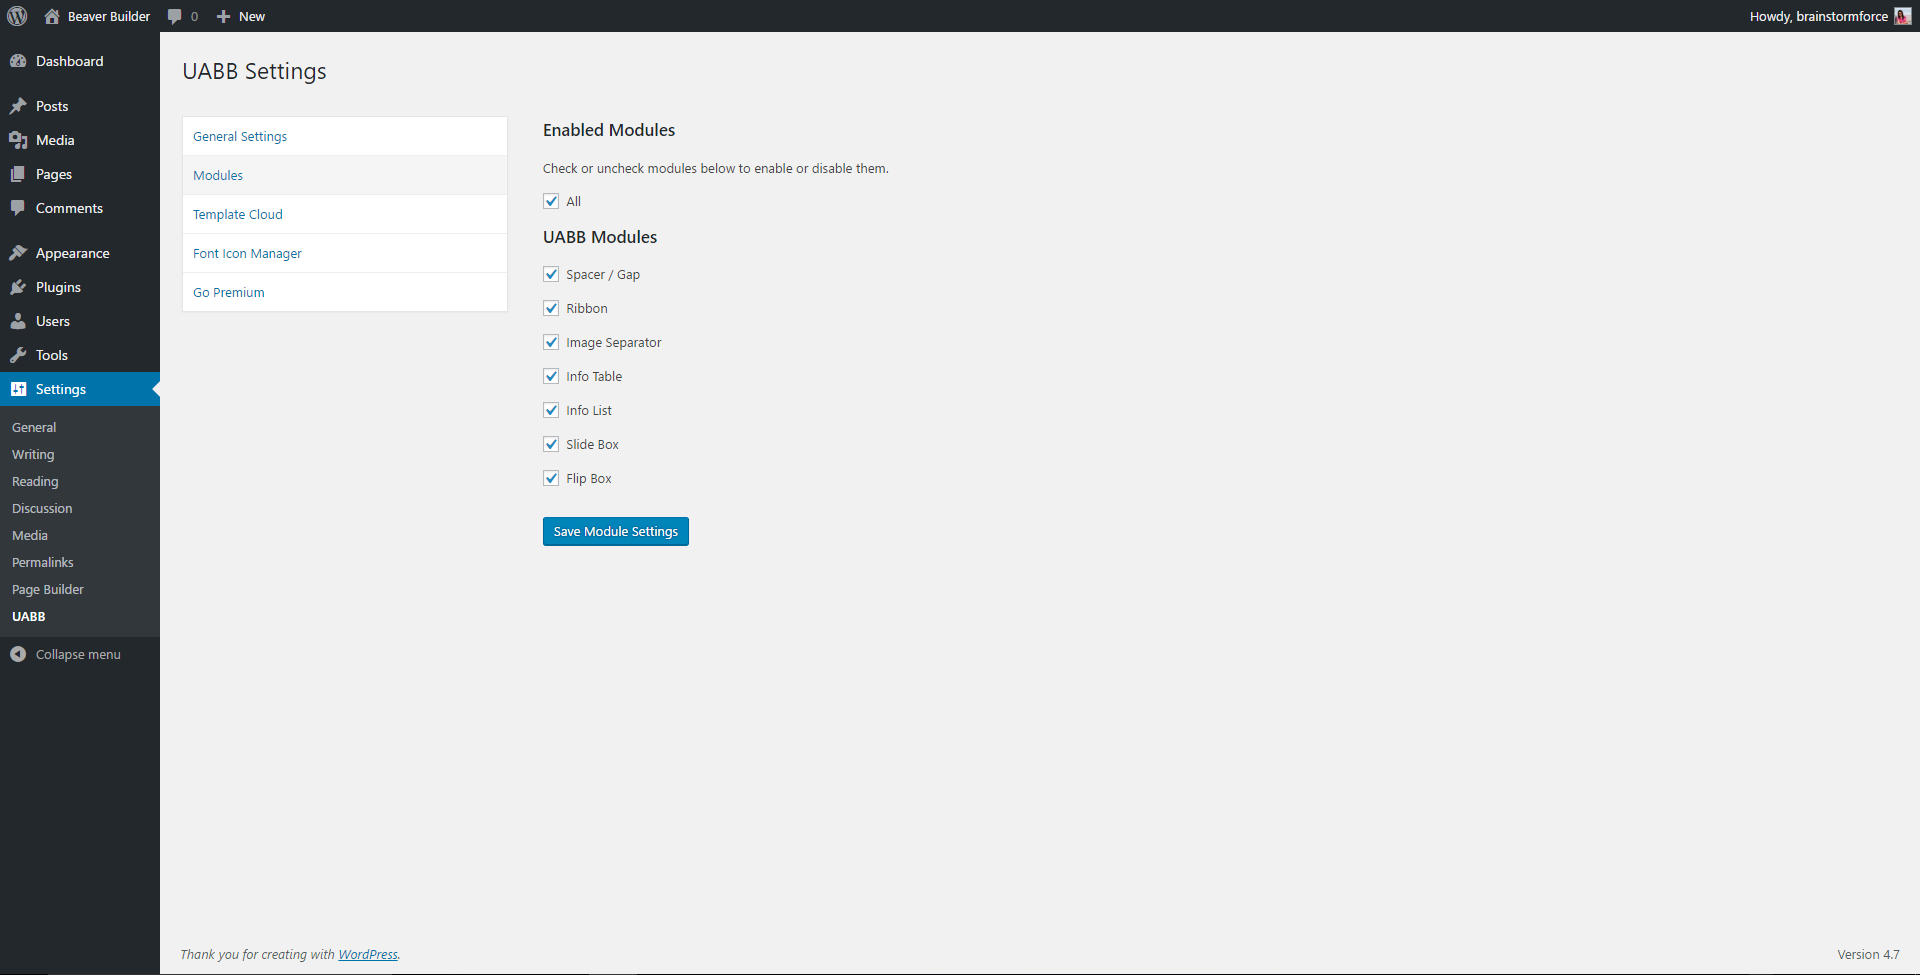 Beaver Builder 0 New Howdy, brainstormforce
Dashboard
Posts
Media
Pages
Comments
Appearance
Plugins
Users
Tools
Settings
General
Writing
Reading
Discussion
Media
Permalinks
Page Builder
UABB
Collapse menu
UABB Settings
General Settings
Modules
Template Cloud
Font Icon Manager
Go Premium
Enabled Modules
Check or uncheck modules below to enable or disable them.
All
UABB Modules
Spacer / Gap
Ribbon
Image Separator
Info Table
Info List
Slide Box
Flip Box
Save Module Settings
Thank you for creating with WordPress.
Version 4.7